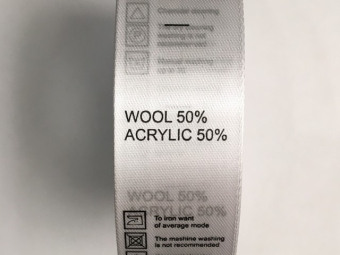 Chemistic cleaning
washing is not
recommended
Manual washing
WOOL 50%
ACRYLIC 50%
WOOL 50%
ACRYLIC 50%
To iron want
of average mode
The machine washing
is not recommended